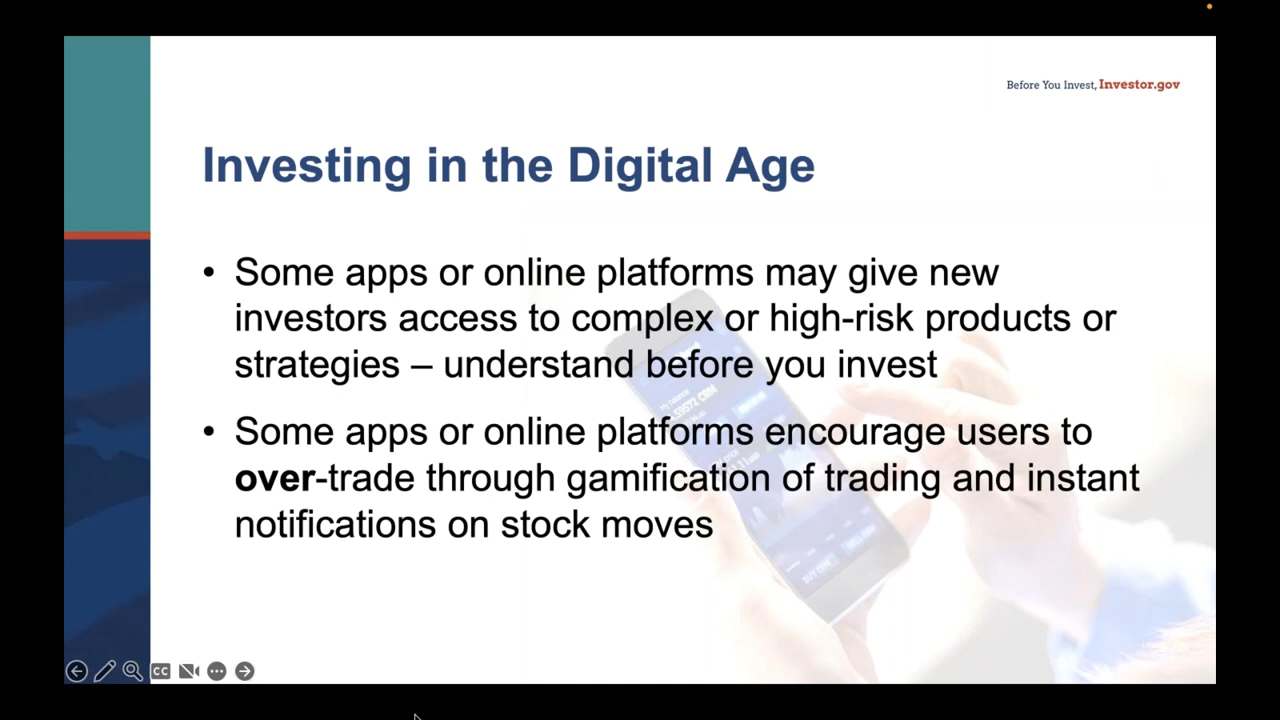 Before You Invest, Investor.gov
Investing in the Digital Age
• Some apps or online platforms may give new
investors access to complex or high-risk products or
strategies – understand before you invest
• Some apps or online platforms encourage users to
over-trade through gamification of trading and instant
notifications on stock moves
CC